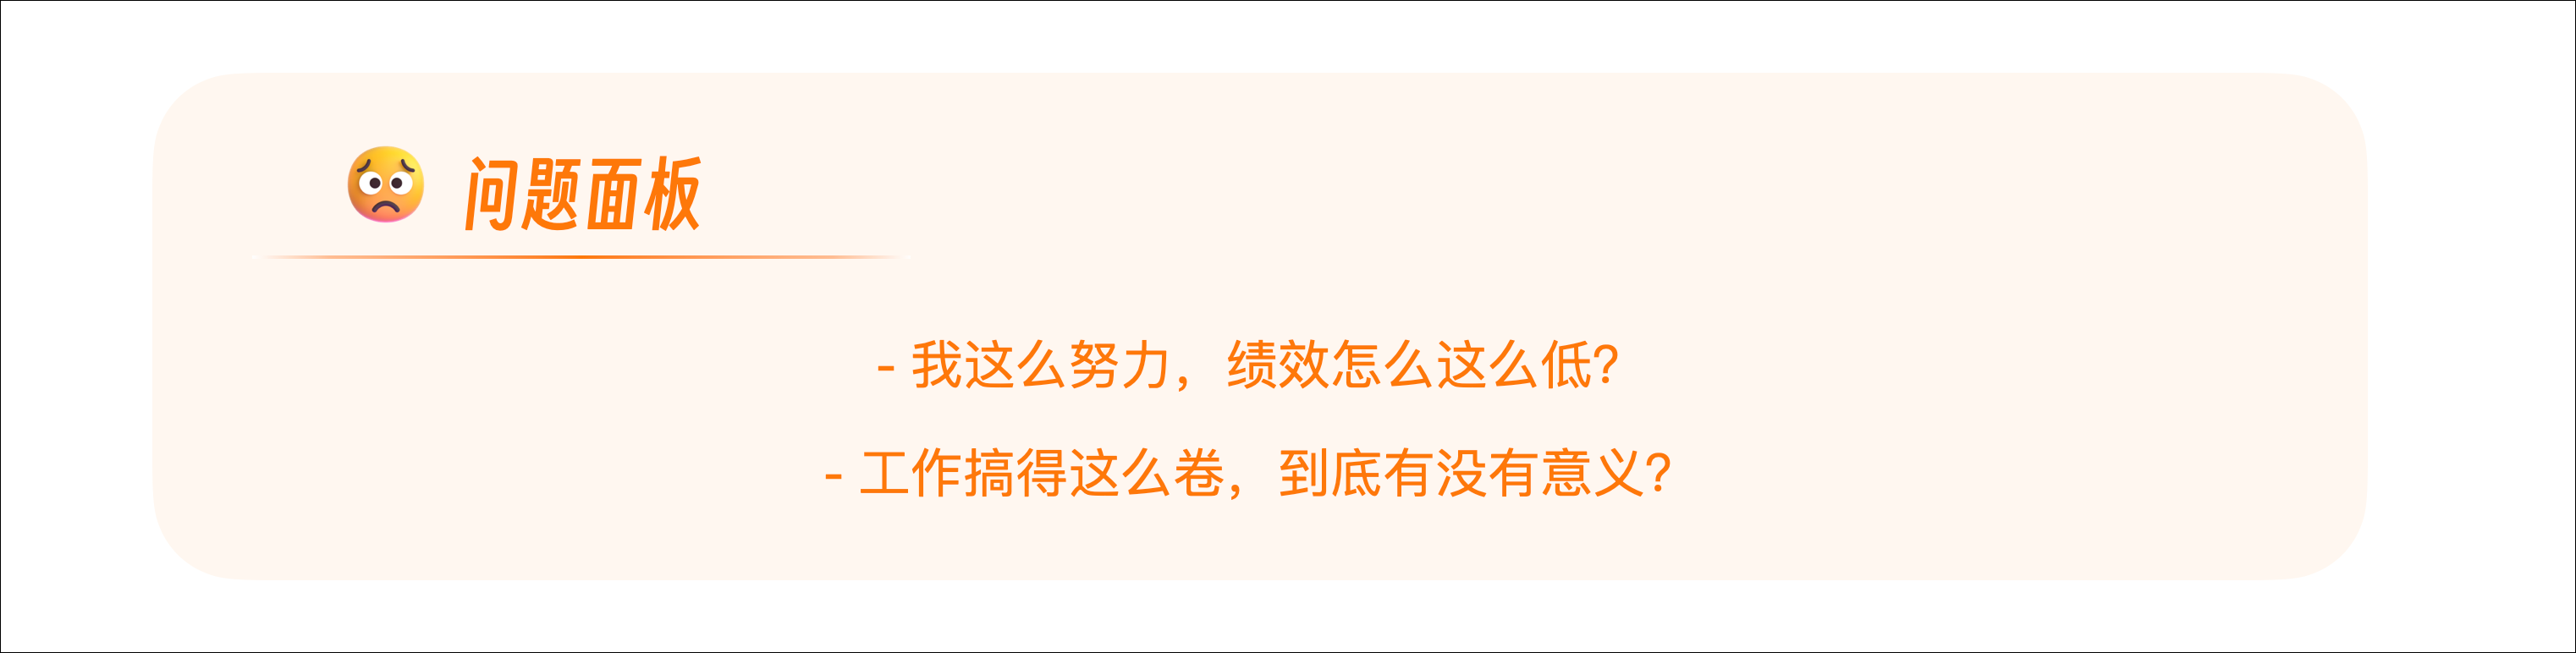 问题面板
- 我这么努力，绩效怎么这么低？
- 工作搞得这么卷，到底有没有意义？